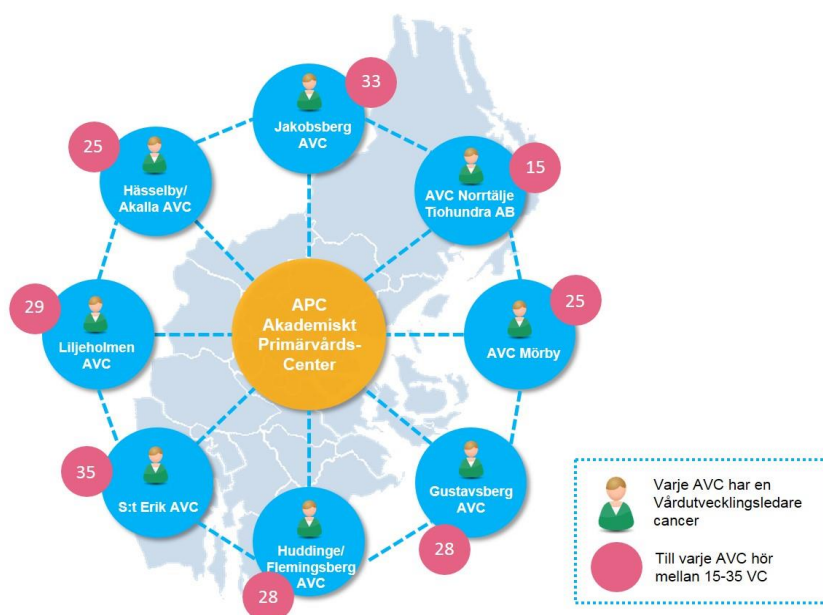 33
Jakobsberg
AVC
25
Hässelby/
Akalla AVC
15
AVC Norrtälje
Tiohundra AB
29
Liljeholmen
AVC
APC
Akademiskt
Primärvårds-
Center
25
AVC Mörby
35
S:t Erik AVC
Gustavsberg
AVC
28
Huddinge/
Flemingsberg
AVC
28
Varje AVC har en
Vårdutvecklingsledare
cancer
Till varje AVC hör
mellan 15-35 VC